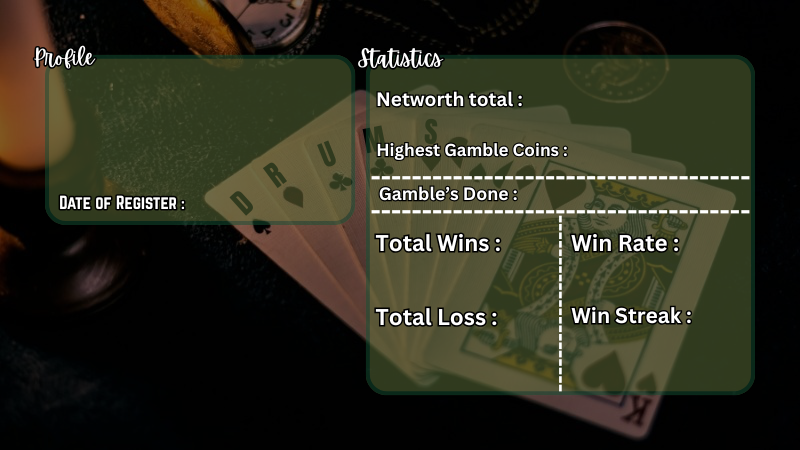 Profile
Statistics
Networth total :
DRUMS
Highest Gamble Coins :
Gamble's Done :
Date of Register :
Total Wins :
Win Rate :
Total Loss :
Win Streak :
K